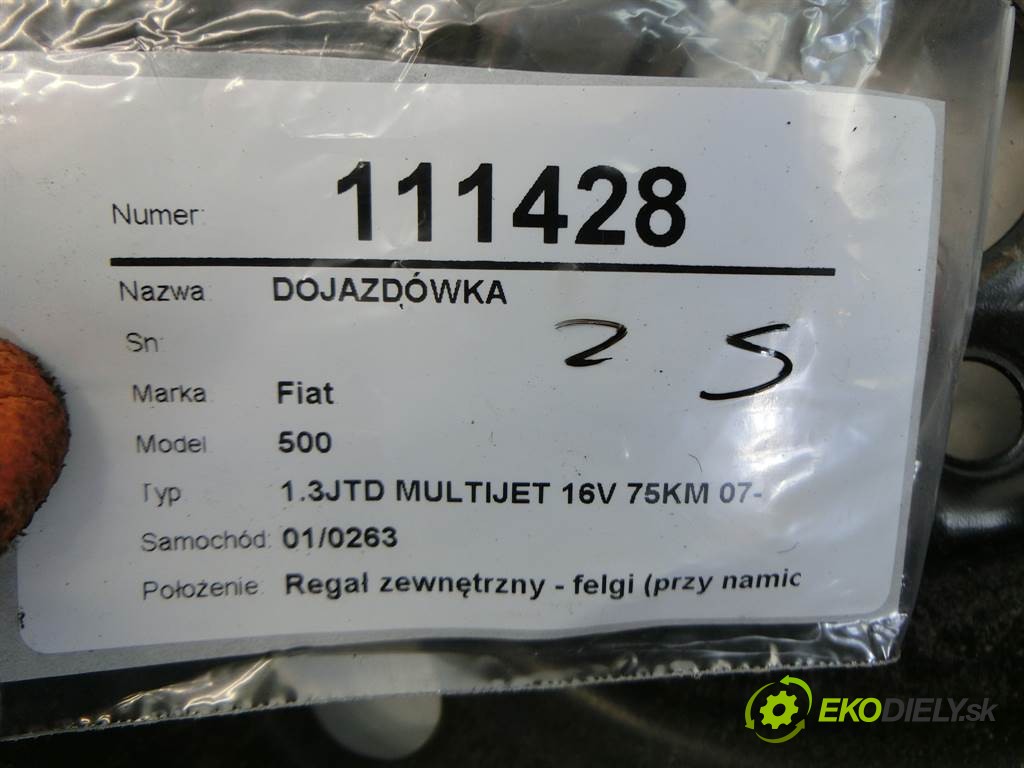 Numer: 111428
Nazwa: DOJAZDÓWKA
Sn:
2 5
Marka: Fiat
Model: 500
Typ 1.3JTD MULTIJET 16V 75KM 07-
Samochód: 01/0263
Położenie: Regał zewnętrzny - felgi (przy namic
EKODIELY.sk